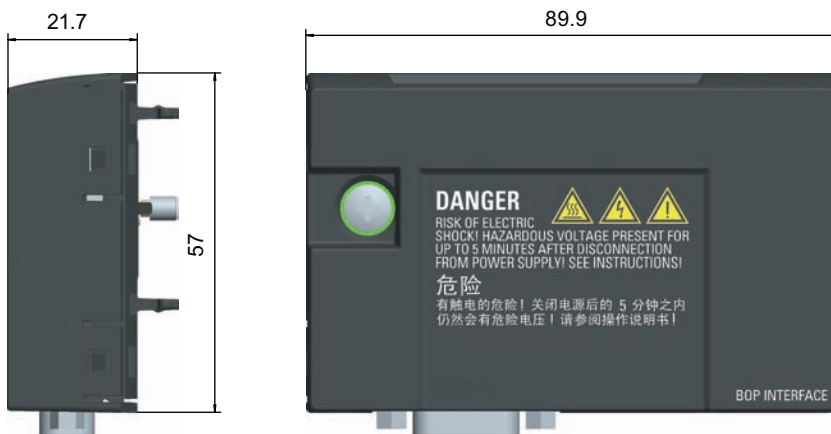 21.7
89.9
57
DANGER
RISK OF ELECTRIC
SHOCK! HAZARDOUS VOLTAGE PRESENT FOR
UP TO 5 MINUTES AFTER DISCONNECTION
FROM POWER SUPPLY! SEE INSTRUCTIONS!
危险
有触电的危险！关闭电源后的 5 分钟之内
仍然会有危险电压！请参阅操作说明书！
BOP INTERFACE